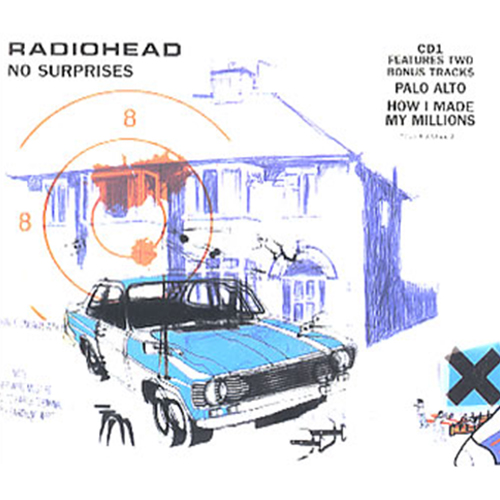 RADIOHEAD
NO SURPRISES
CD1
FEATURES TWO
BONUS TRACKS
PALO ALTO
HOW I MADE
MY MILLIONS
8
8